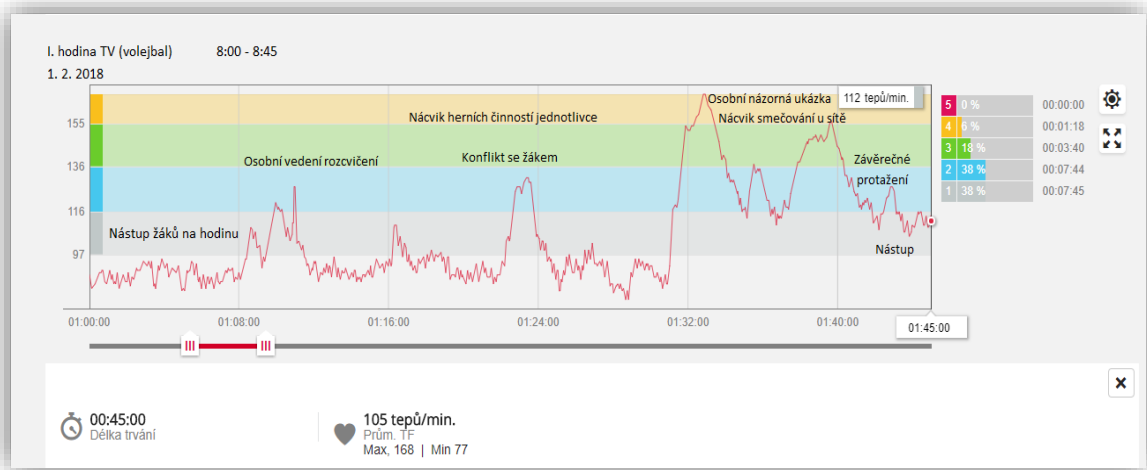 I. hodina TV (volejbal) 8:00 - 8:45
1. 2. 2018
Osobní názorná ukázka 112 tepů/min.
Nácvik herních činností jednotlivce Nácvik smečování u sítě
Osobní vedení rozcvičení Konflikt se žákem Závěrečné
protažení
Nástup žáků na hodinu Nástup
155
136
116
97
5 0 % 00:00:00
4 6 % 00:01:18
3 18 % 00:03:40
2 38 % 00:07:44
1 38 % 00:07:45
01:00:00 01:08:00 01:16:00 01:24:00 01:32:00 01:40:00 01:45:00
00:45:00 105 tepů/min.
Délka trvání Prům. TF
Max, 168 | Min 77